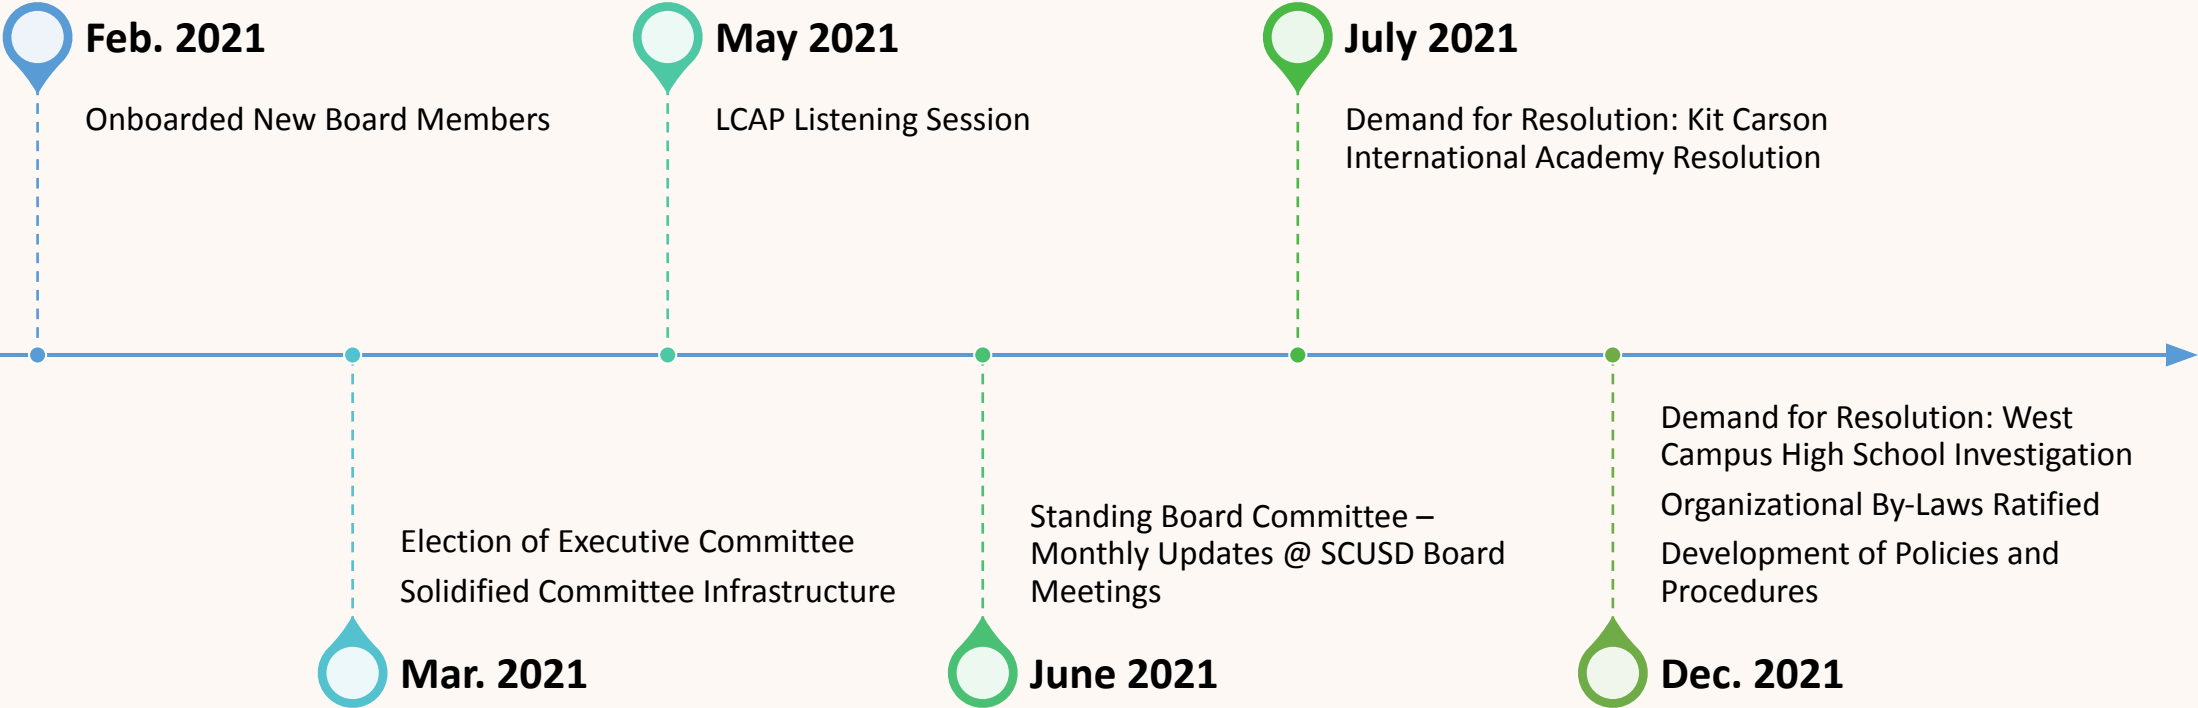 Feb. 2021
Onboarded New Board Members
May 2021
LCAP Listening Session
July 2021
Demand for Resolution: Kit Carson
International Academy Resolution
Election of Executive Committee
Solidified Committee Infrastructure
Mar. 2021
Standing Board Committee –
Monthly Updates @ SCUSD Board
Meetings
June 2021
Demand for Resolution: West
Campus High School Investigation
Organizational By-Laws Ratified
Development of Policies and
Procedures
Dec. 2021